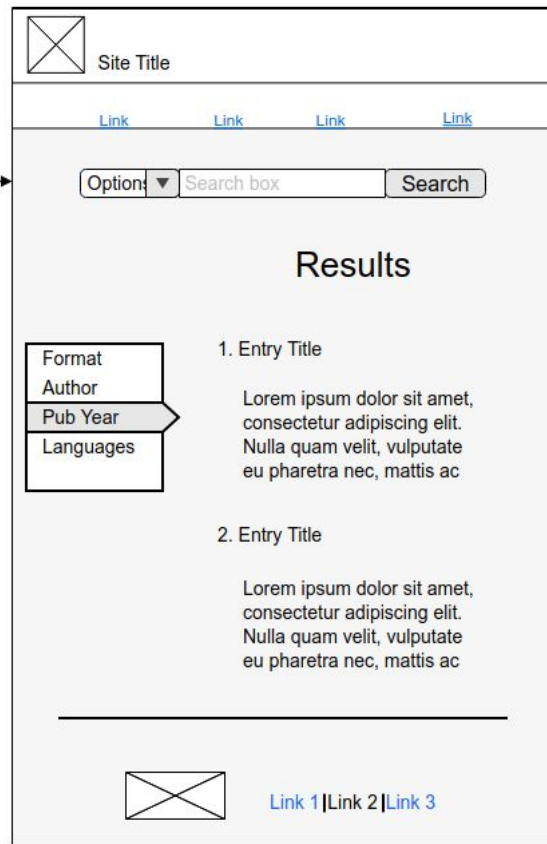 Site Title
Link Link Link Link
Options Search box Search
Results
Format
Author
Pub Year
Languages
1. Entry Title
Lorem ipsum dolor sit amet,
consectetur adipiscing elit.
Nulla quam velit, vulputate
eu pharetra nec, mattis ac
2. Entry Title
Lorem ipsum dolor sit amet,
consectetur adipiscing elit.
Nulla quam velit, vulputate
eu pharetra nec, mattis ac
Link 1|Link 2|Link 3